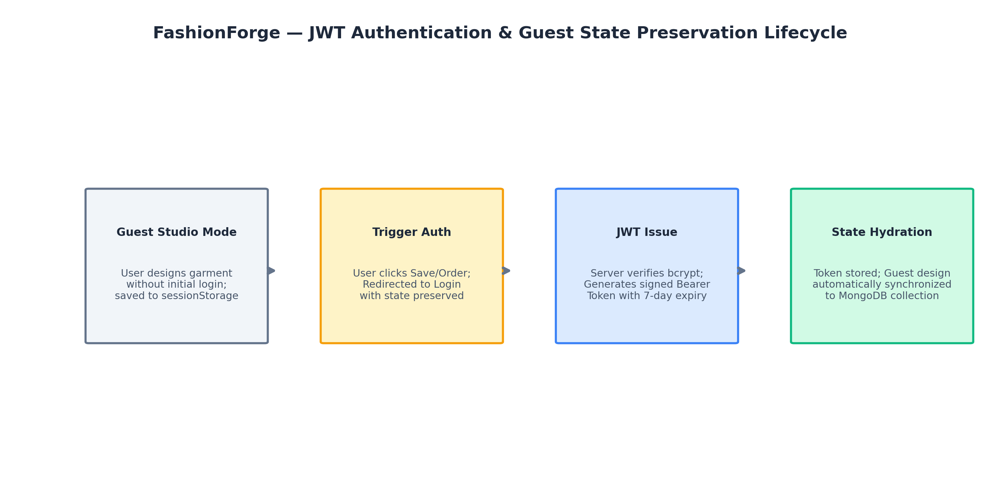 FashionForge — JWT Authentication & Guest State Preservation Lifecycle
Guest Studio Mode
User designs garment
without initial login;
saved to sessionStorage
Trigger Auth
User clicks Save/Order;
Redirected to Login
with state preserved
JWT Issue
Server verifies bcrypt;
Generates signed Bearer
Token with 7-day expiry
State Hydration
Token stored; Guest design
automatically synchronized
to MongoDB collection